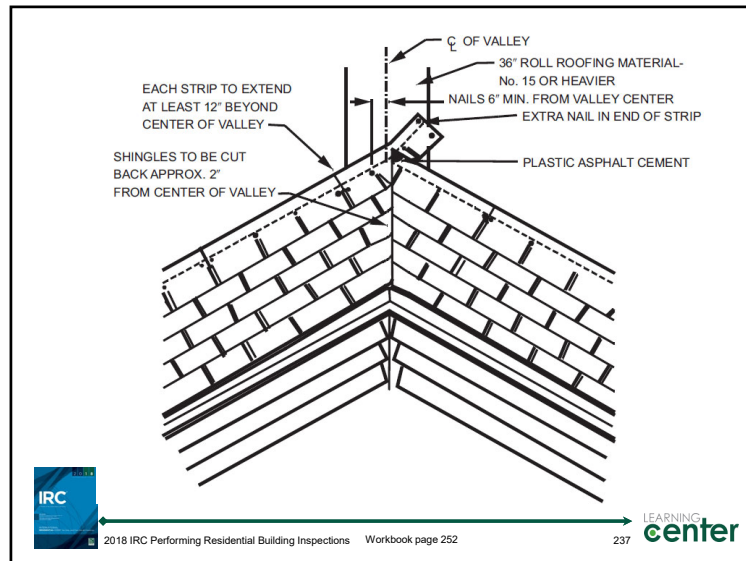 ℄ OF VALLEY
36" ROLL ROOFING MATERIAL-
No. 15 OR HEAVIER
NAILS 6" MIN. FROM VALLEY CENTER
EXTRA NAIL IN END OF STRIP
EACH STRIP TO EXTEND
AT LEAST 12" BEYOND
CENTER OF VALLEY
SHINGLES TO BE CUT
BACK APPROX. 2"
FROM CENTER OF VALLEY
PLASTIC ASPHALT CEMENT
IRC
2018 IRC Performing Residential Building Inspections Workbook page 252
237
LEARNING
center